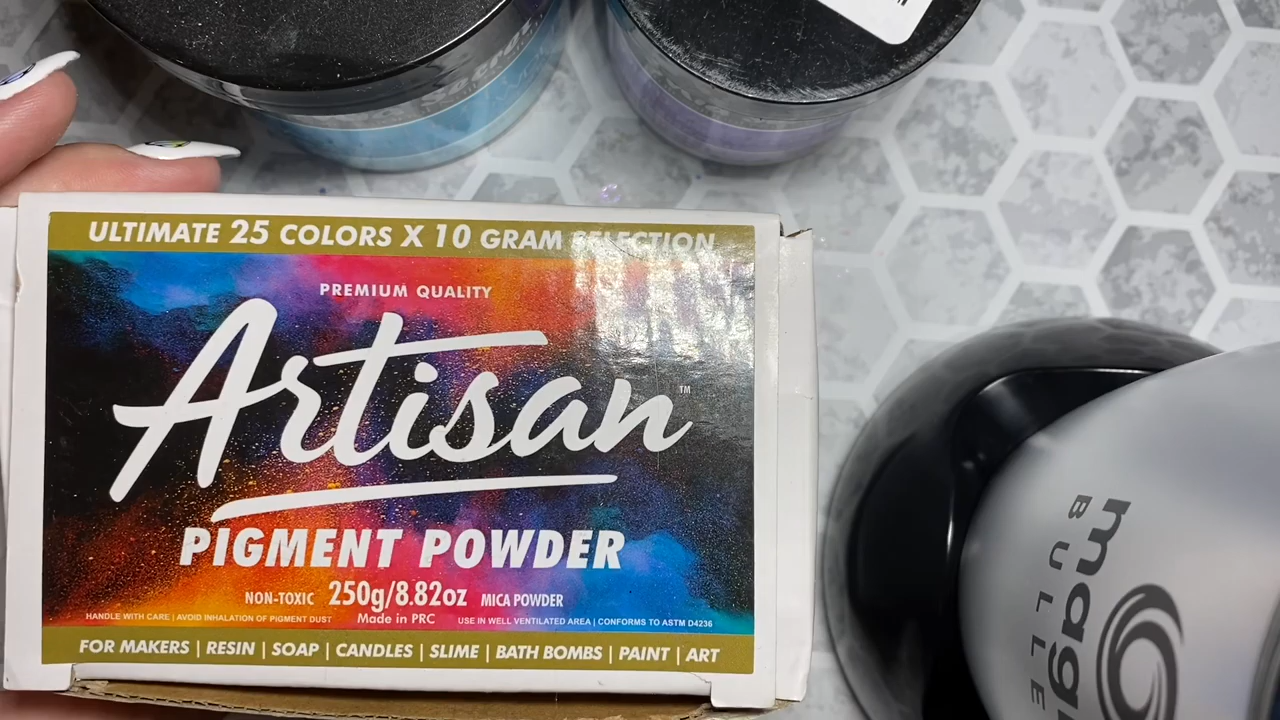 ULTIMATE 25 COLORS X 10 GRAM SELECTION
PREMIUM QUALITY
Artisan™
PIGMENT POWDER
NON-TOXIC 250g/8.82oz MICA POWDER
HANDLE WITH CARE | AVOID INHALATION OF PIGMENT DUST Made in PRC USE IN WELL VENTILATED AREA | CONFORMS TO ASTM D4236
FOR MAKERS | RESIN | SOAP | CANDLES | SLIME | BATH BOMBS | PAINT | ART